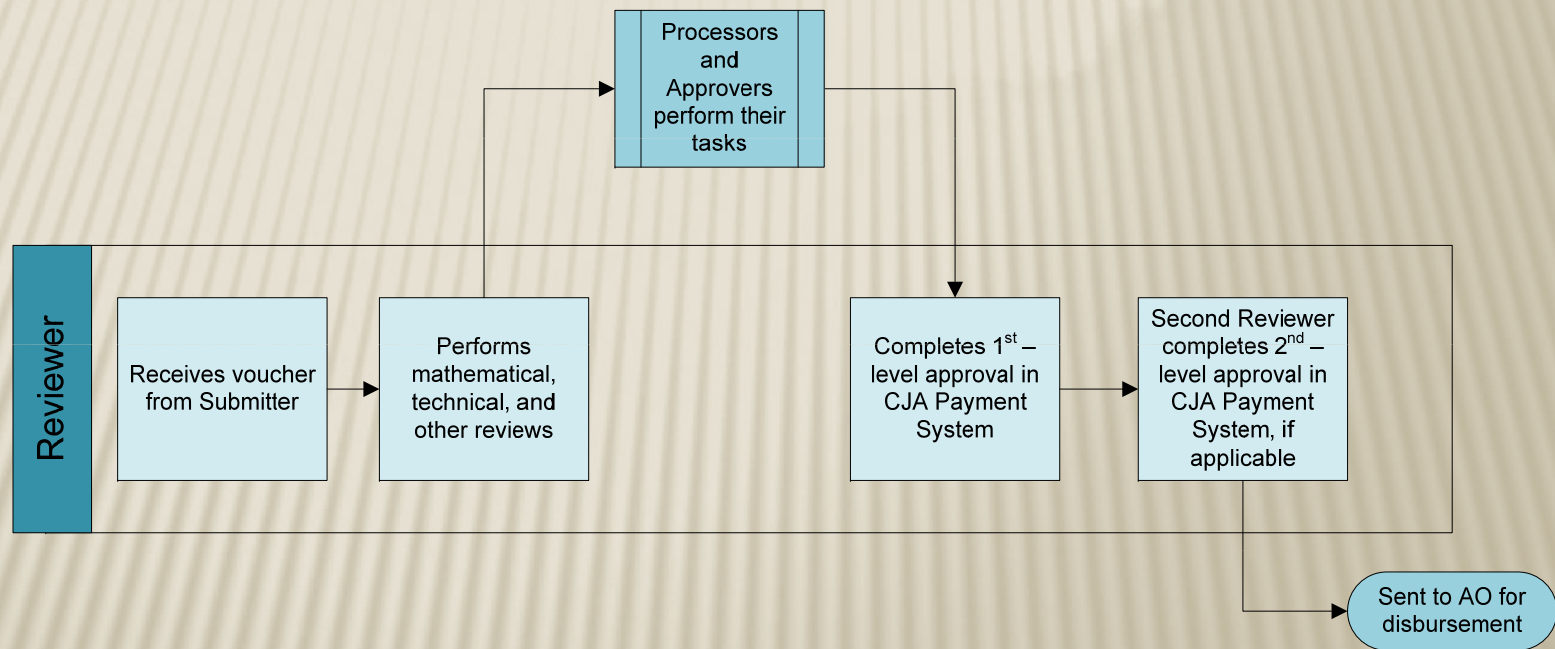 Processors
and
Approvers
perform their
tasks
Reviewer
Receives voucher
from Submitter
Performs
mathematical,
technical, and
other reviews
Completes 1st –
level approval in
CJA Payment
System
Second Reviewer
completes 2nd –
level approval in
CJA Payment
System, if
applicable
Sent to AO for
disbursement